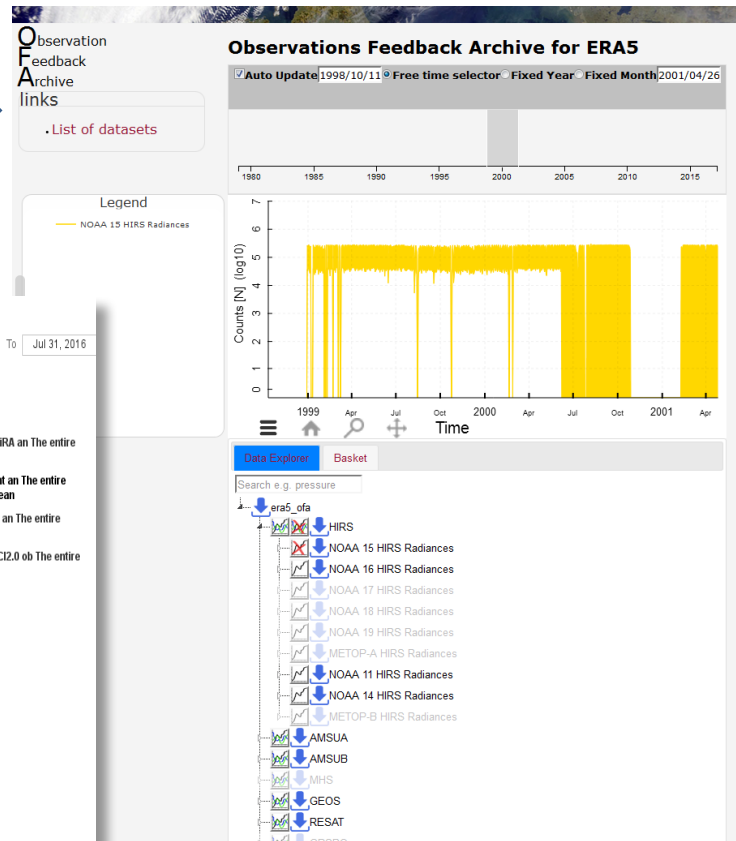 Observation
Feedback
Archive
links
List of datasets
Observations Feedback Archive for ERA5
Auto Update 1998/10/11 Free time selector Fixed Year Fixed Month 2001/04/26
1980 1985 1990 1995 2000 2005 2010 2015
Legend
NOAA 15 HIRS Radiances
Counts [N] (log10)
7
6
5
4
3
2
1
0
1999 Apr Jul Oct 2000 Apr Jul Oct 2001 Apr
Time
To Jul 31, 2016
iRA an The entire
t an The entire
ean
an The entire
CI2.0 ob The entire
Data Explorer Basket
Search e.g. pressure
era5_ofa
HIRS
NOAA 15 HIRS Radiances
NOAA 16 HIRS Radiances
NOAA 17 HIRS Radiances
NOAA 18 HIRS Radiances
NOAA 19 HIRS Radiances
METOP-A HIRS Radiances
NOAA 11 HIRS Radiances
NOAA 14 HIRS Radiances
METOP-B HIRS Radiances
AMSUA
AMSUB
MHS
GEOS
RESAT